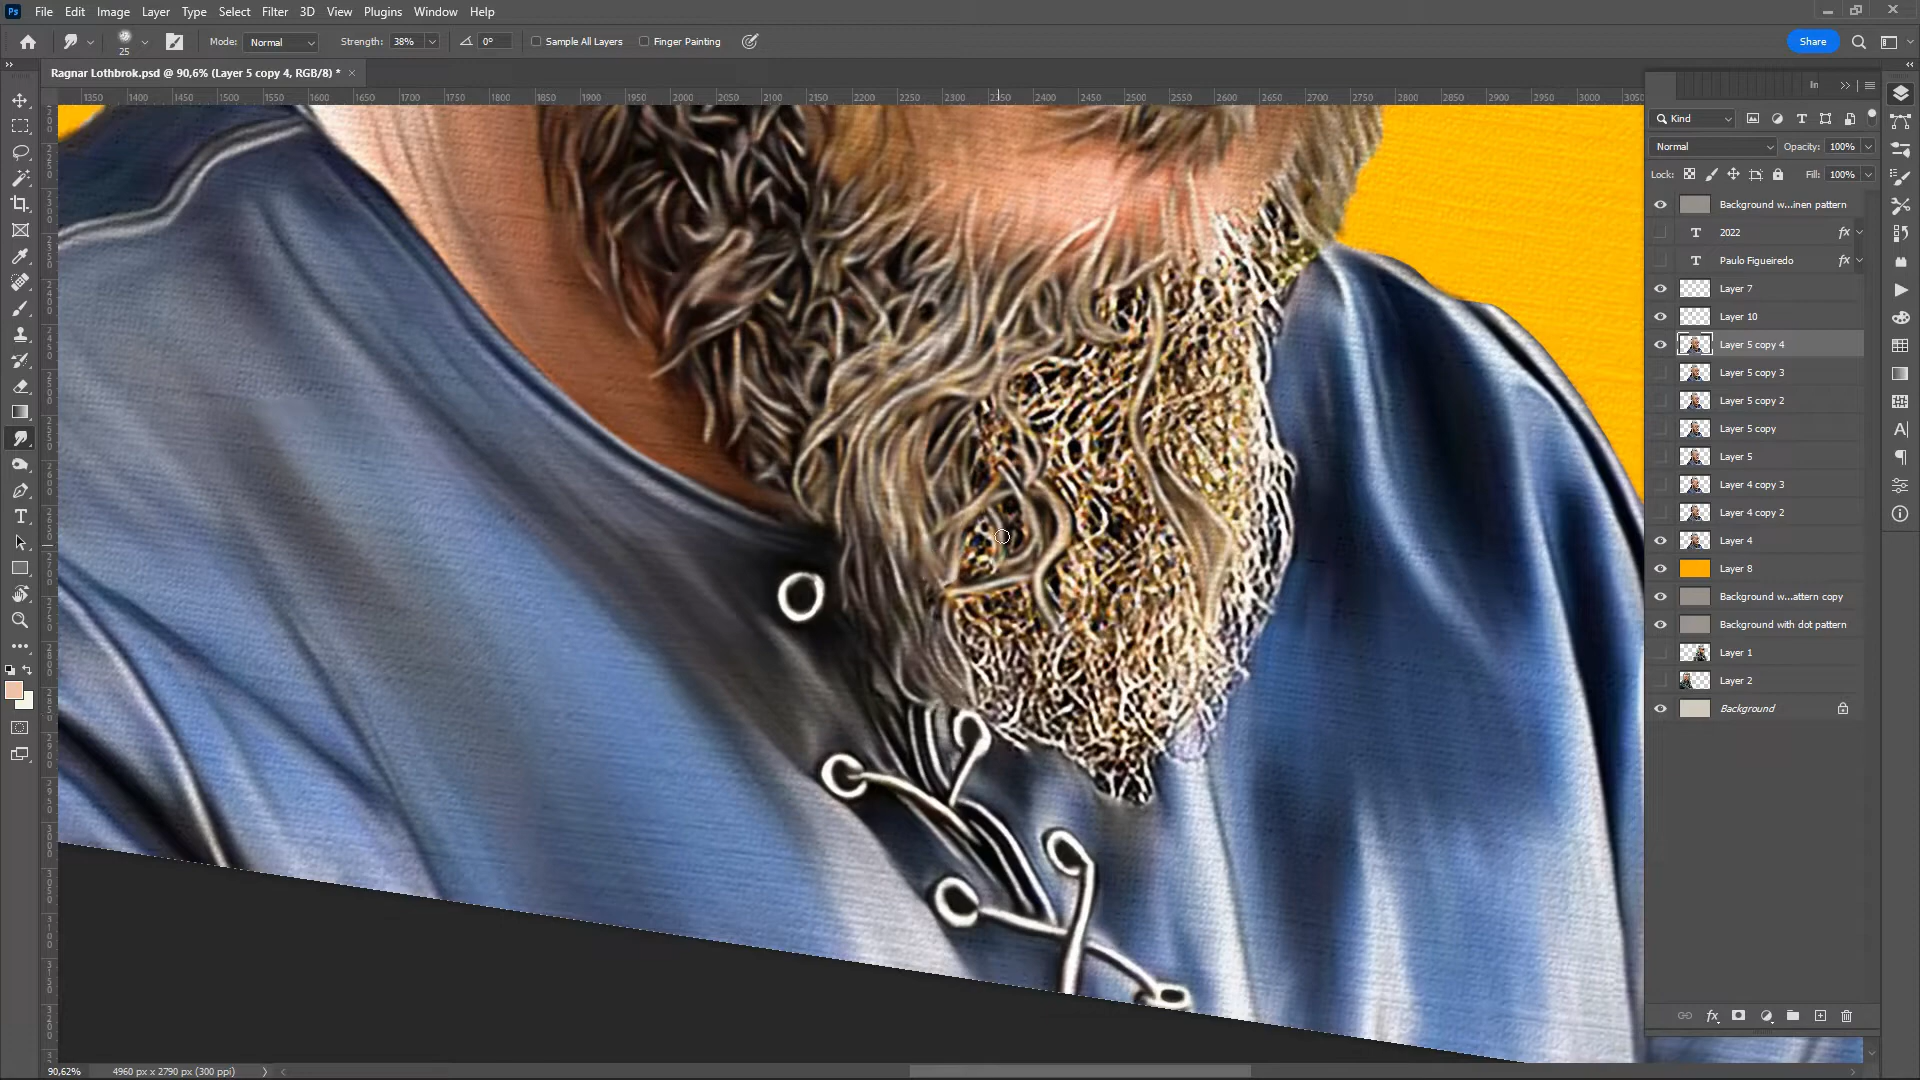 Ps File Edit Image Layer Type Select Filter 3D View Plugins Window Help
25 Mode: Normal Strength: 38% 0° Sample All Layers Finger Painting Share
Ragnar Lothbrok.psd @ 90,6% (Layer 5 copy 4, RGB/8) * ×
1350 1400 1450 1500 1550 1600 1650 1700 1750 1800 1850 1900 1950 2000 2050 2100 2150 2200 2250 2300 2350 2400 2450 2500 2550 2600 2650 2700 2750 2800 2850 2900 2950 3000 3050
Kind
Normal Opacity: 100%
Lock: Fill: 100%
Background w...inen pattern
T 2022 fx
T Paulo Figueiredo fx
Layer 7
Layer 10
Layer 5 copy 4
Layer 5 copy 3
Layer 5 copy 2
Layer 5 copy
Layer 5
Layer 4 copy 3
Layer 4 copy 2
Layer 4
Layer 8
Background w...attern copy
Background with dot pattern
Layer 1
Layer 2
Background
fx
90,62% 4960 px x 2790 px (300 ppi)